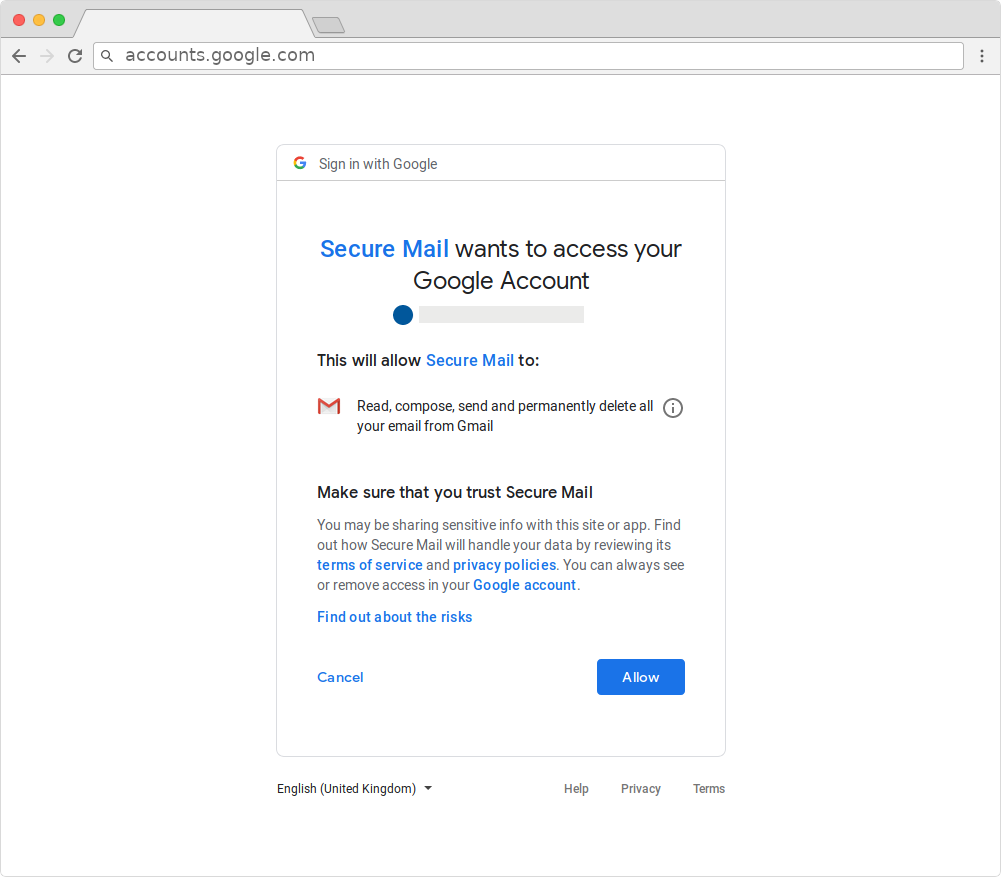 accounts.google.com
Sign in with Google
Secure Mail wants to access your
Google Account
This will allow Secure Mail to:
Read, compose, send and permanently delete all
your email from Gmail
Make sure that you trust Secure Mail
You may be sharing sensitive info with this site or app. Find
out how Secure Mail will handle your data by reviewing its
terms of service and privacy policies. You can always see
or remove access in your Google account.
Find out about the risks
Cancel
Allow
English (United Kingdom)
Help
Privacy
Terms